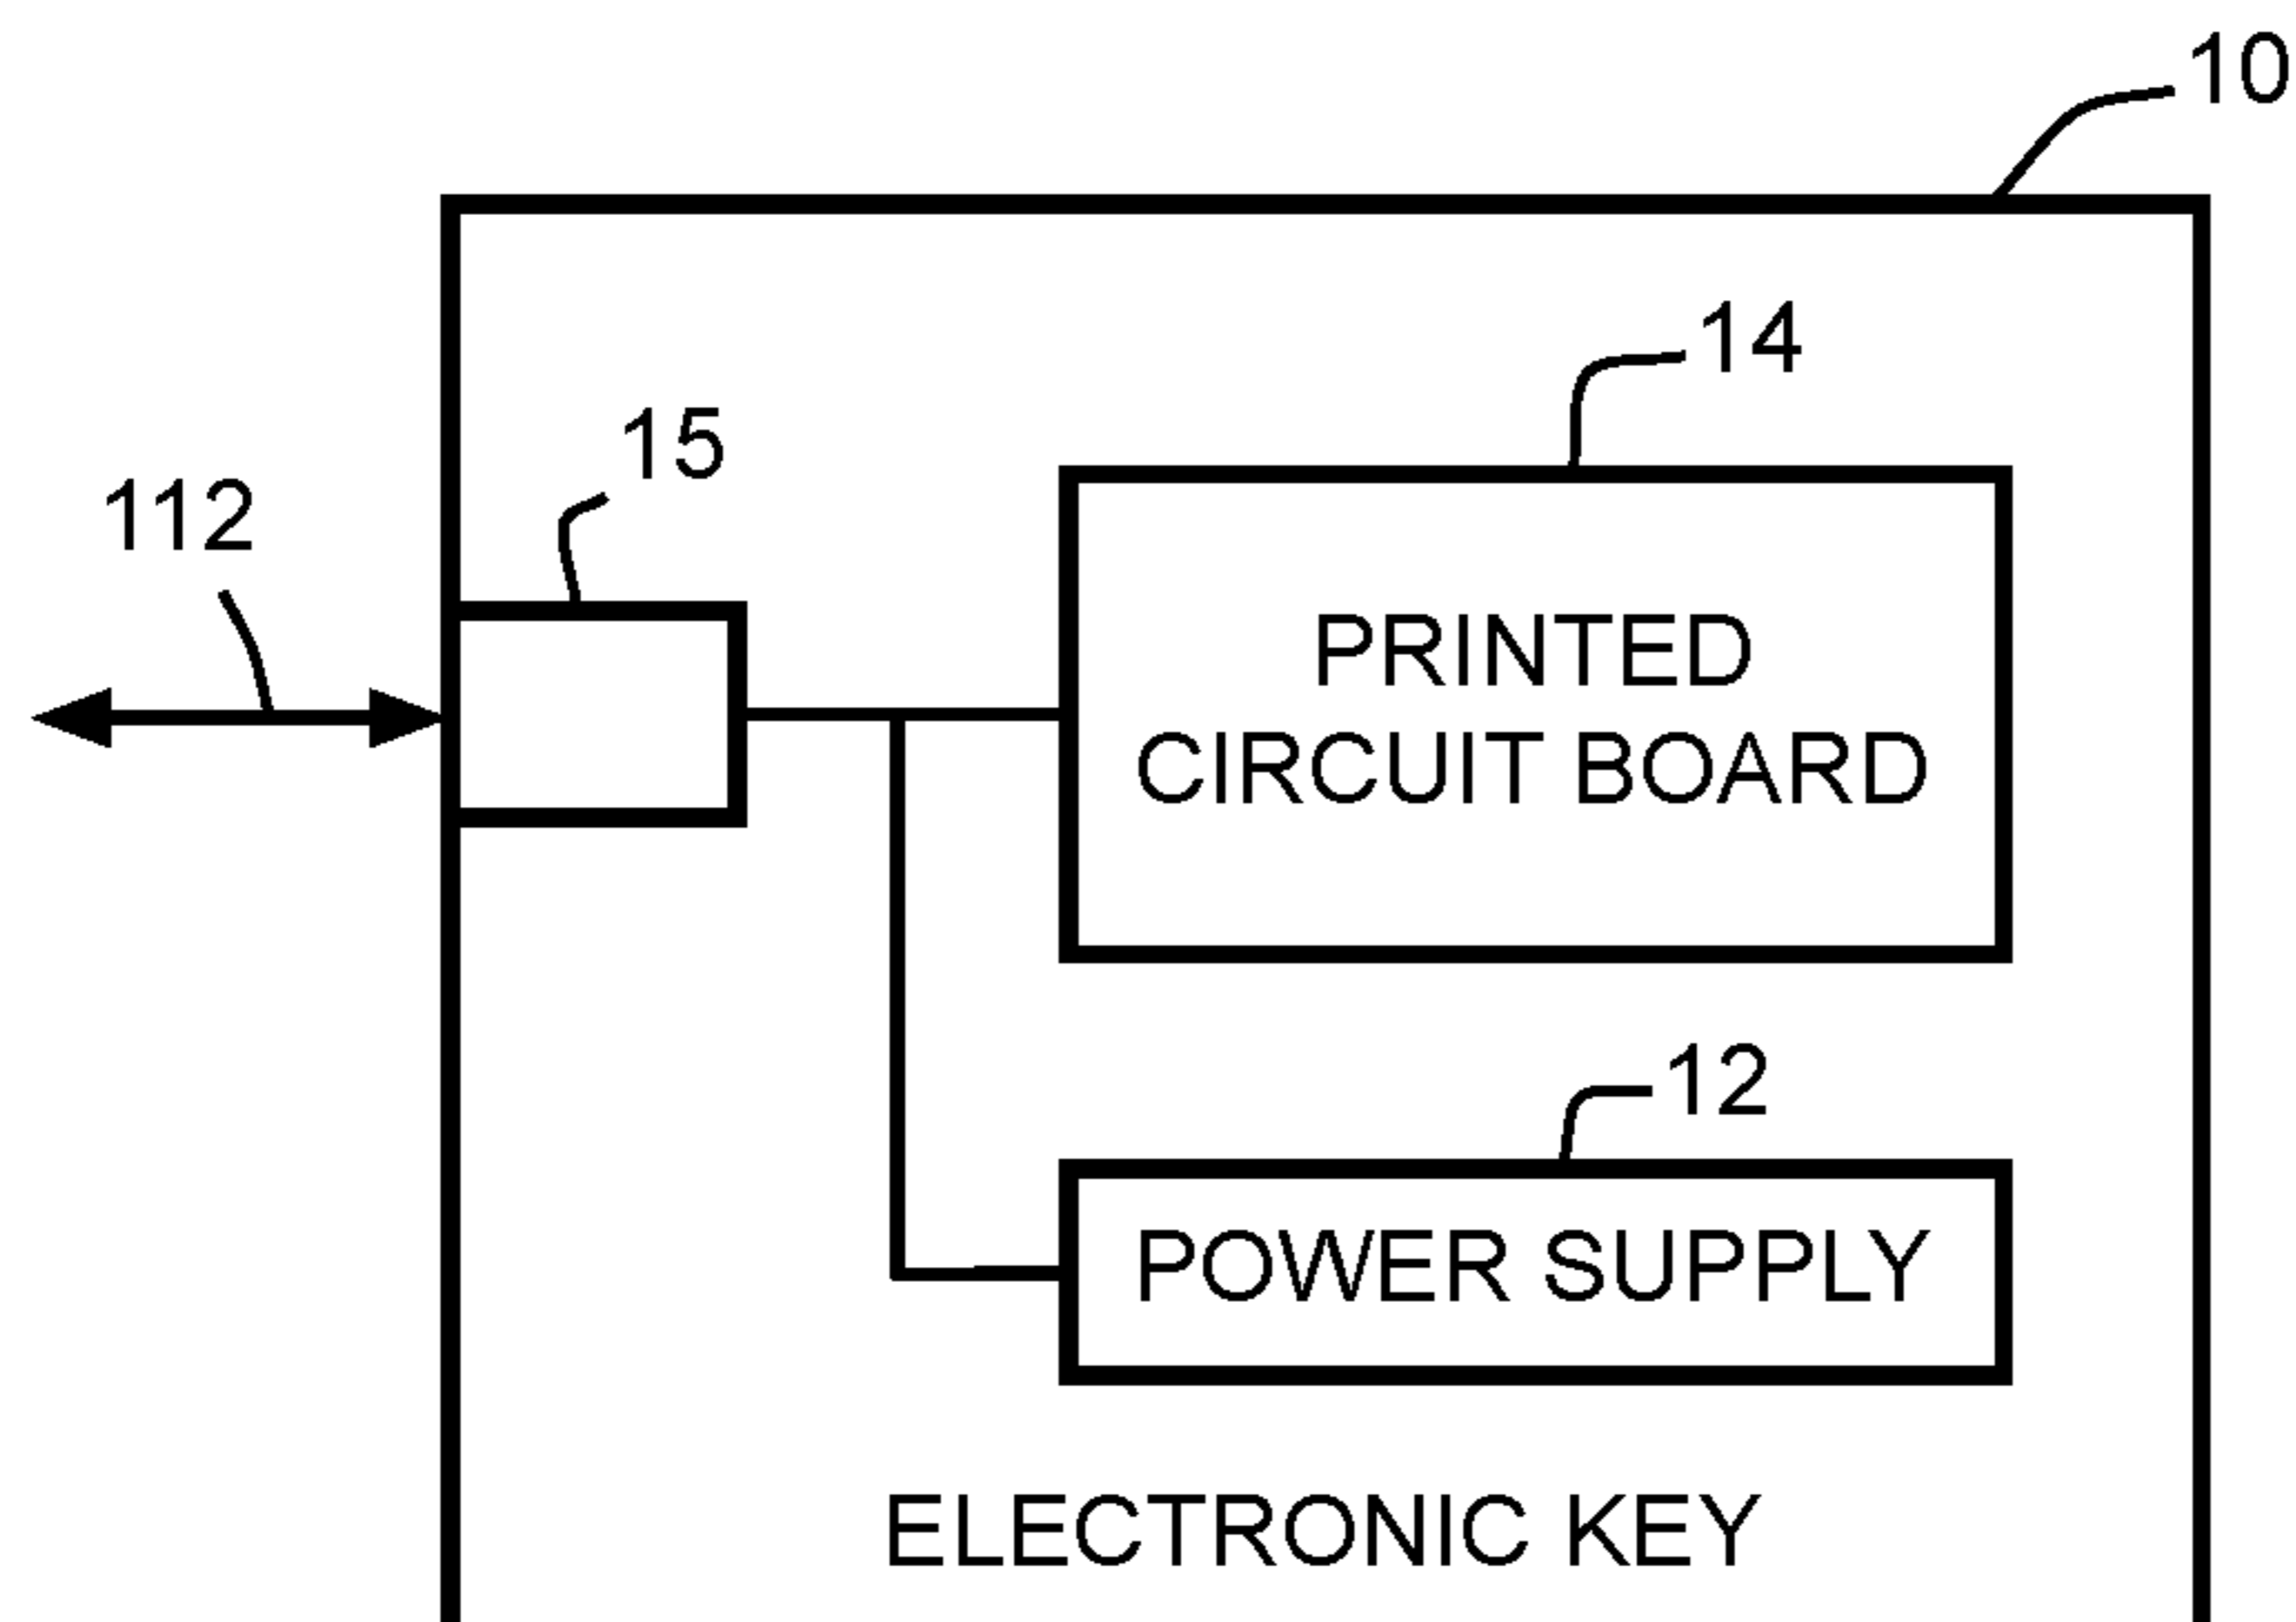 10
14
15
112
PRINTED
CIRCUIT BOARD
12
POWER SUPPLY
ELECTRONIC KEY